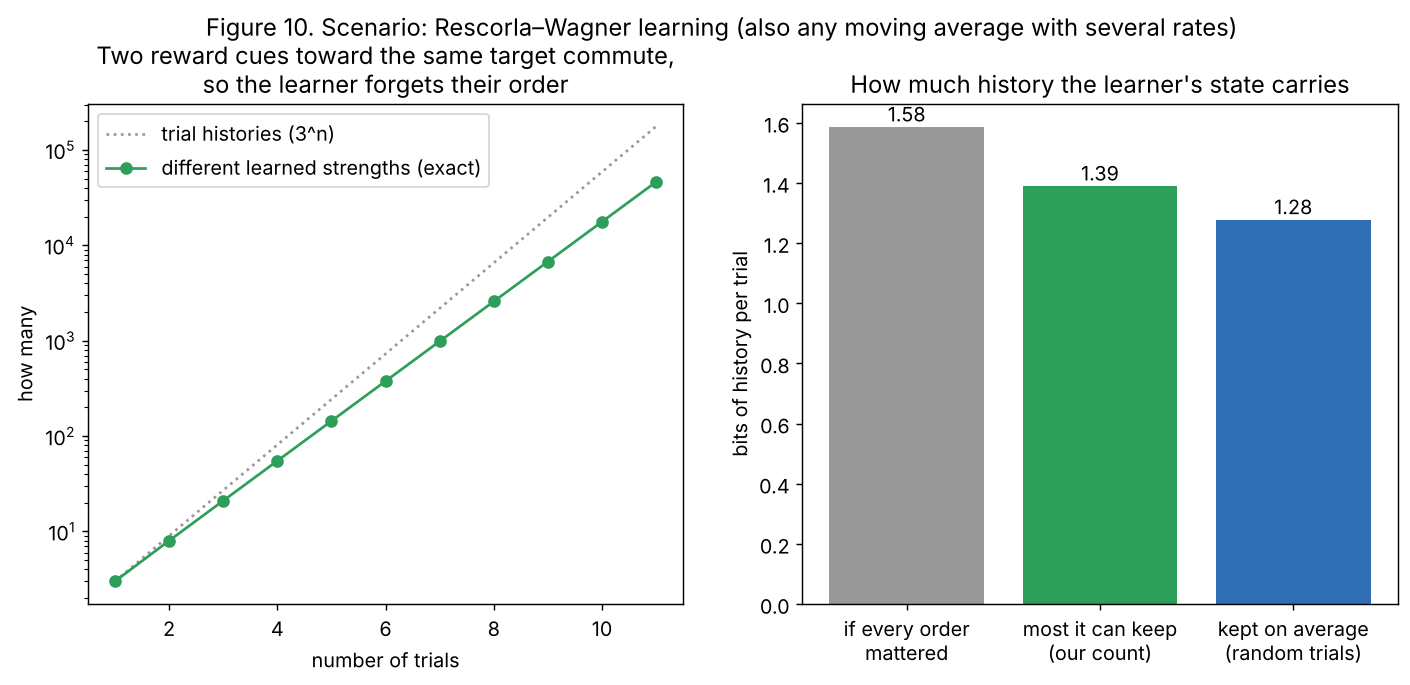 Figure 10. Scenario: Rescorla–Wagner learning (also any moving average with several rates)
Two reward cues toward the same target commute,
so the learner forgets their order
trial histories (3^n)
different learned strengths (exact)
how many
10^5
10^4
10^3
10^2
10^1
2 4 6 8 10
number of trials
How much history the learner's state carries
bits of history per trial
1.6
1.4
1.2
1.0
0.8
0.6
0.4
0.2
0.0
1.58
1.39
1.28
if every order
mattered
most it can keep
(our count)
kept on average
(random trials)